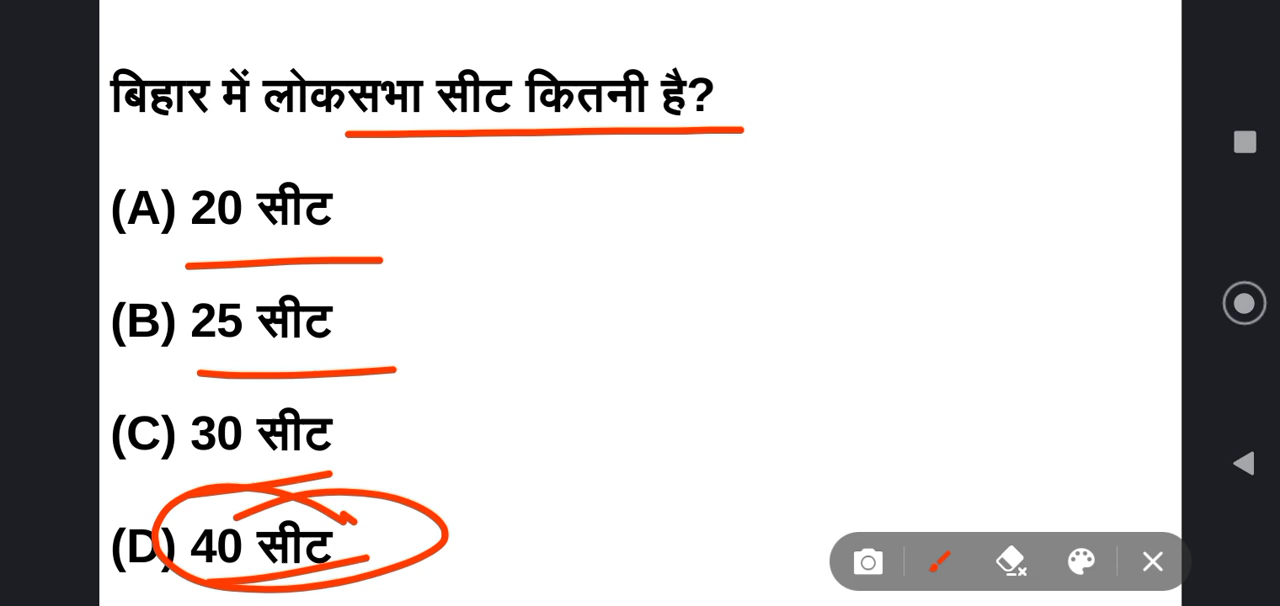 बिहार में लोकसभा सीट कितनी है?
(A) 20 सीट
(B) 25 सीट
(C) 30 सीट
(D) 40 सीट